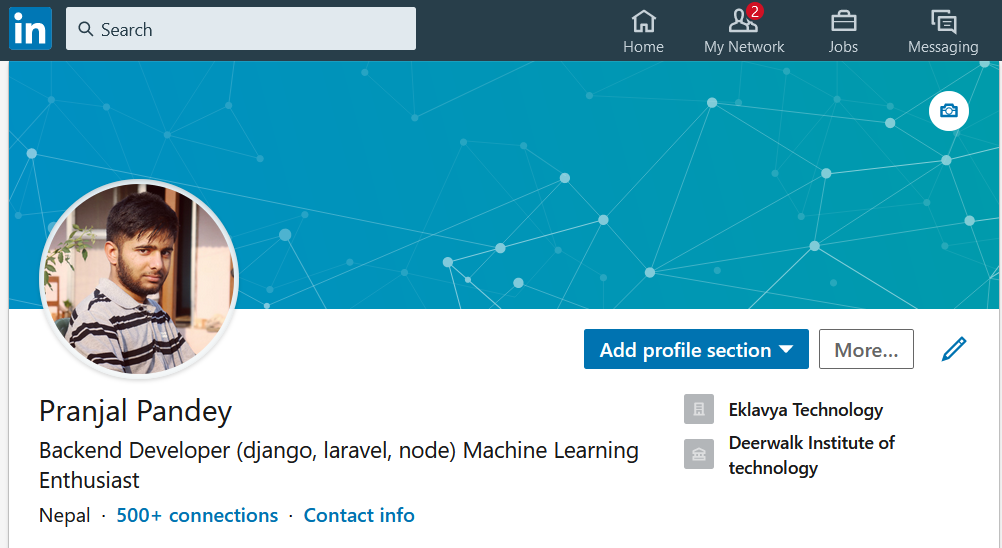 in
Search
2
Home
My Network
Jobs
Messaging
Add profile section
More...
Pranjal Pandey
Backend Developer (django, laravel, node) Machine Learning
Enthusiast
Nepal · 500+ connections · Contact info
Eklavya Technology
Deerwalk Institute of
technology